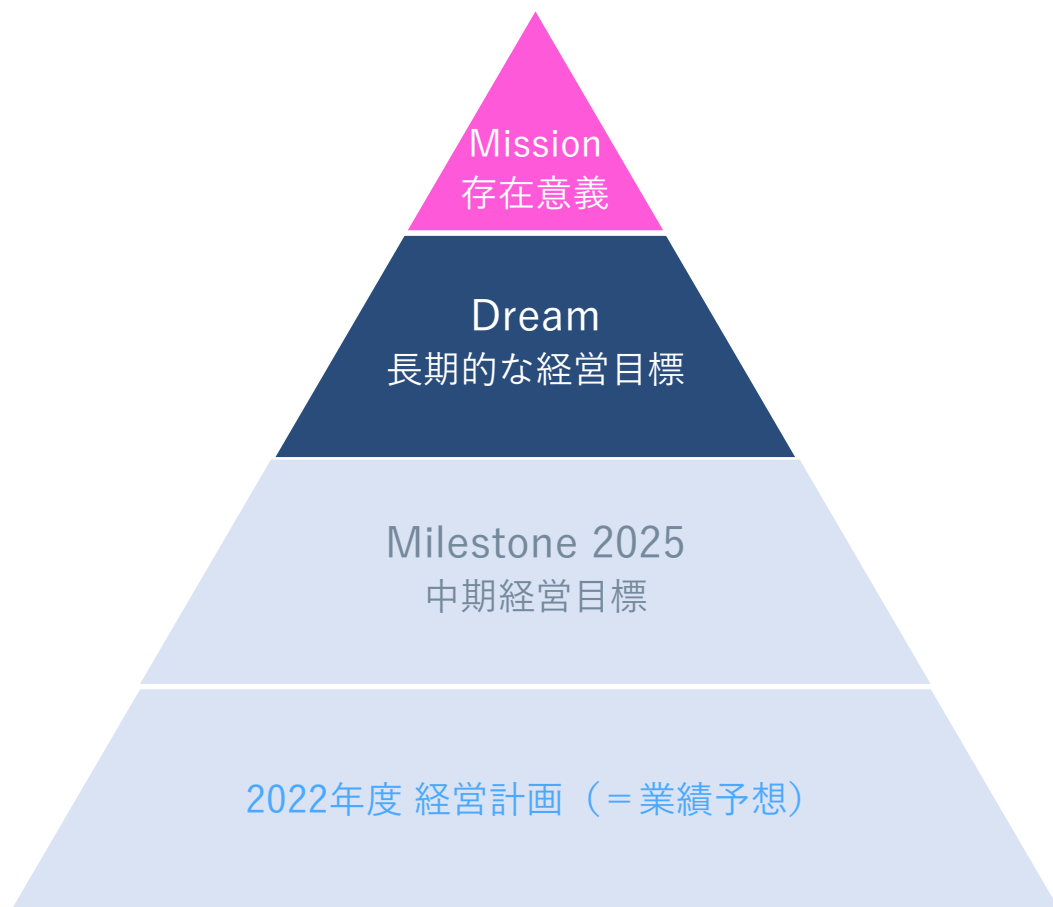 Mission
存在意義
Dream
長期的な経営目標
Milestone 2025
中期経営目標
2022年度 経営計画（＝業績予想）